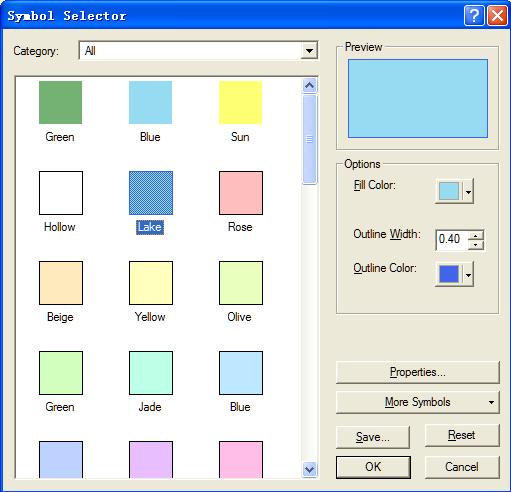 Symbol Selector
Category:
All
Green
Blue
Sun
Hollow
Lake
Rose
Beige
Yellow
Olive
Green
Jade
Blue
Preview
Options
Fill Color:
Outline Width:
0.40
Outline Color:
Properties...
More Symbols
Save...
Reset
OK
Cancel